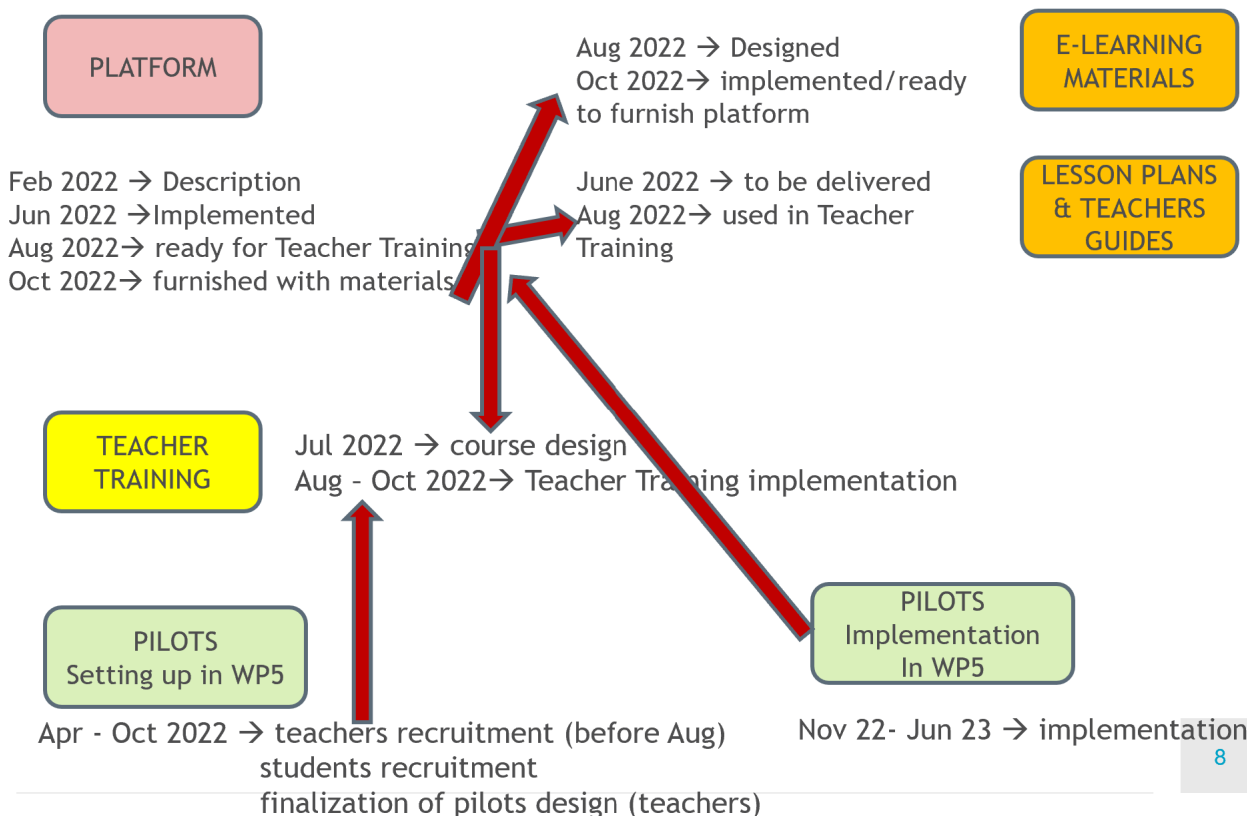 PLATFORM
Aug 2022 → Designed
Oct 2022→ implemented/ready
to furnish platform
E-LEARNING
MATERIALS
Feb 2022 → Description
Jun 2022 →Implemented
Aug 2022→ ready for Teacher Training
Oct 2022→ furnished with materials
June 2022 → to be delivered
Aug 2022→ used in Teacher
Training
LESSON PLANS
& TEACHERS
GUIDES
TEACHER
TRAINING
Jul 2022 → course design
Aug – Oct 2022→ Teacher Training implementation
PILOTS
Setting up in WP5
PILOTS
Implementation
In WP5
Apr - Oct 2022 → teachers recruitment (before Aug)
students recruitment
finalization of pilots design (teachers)
Nov 22- Jun 23 → implementation
8